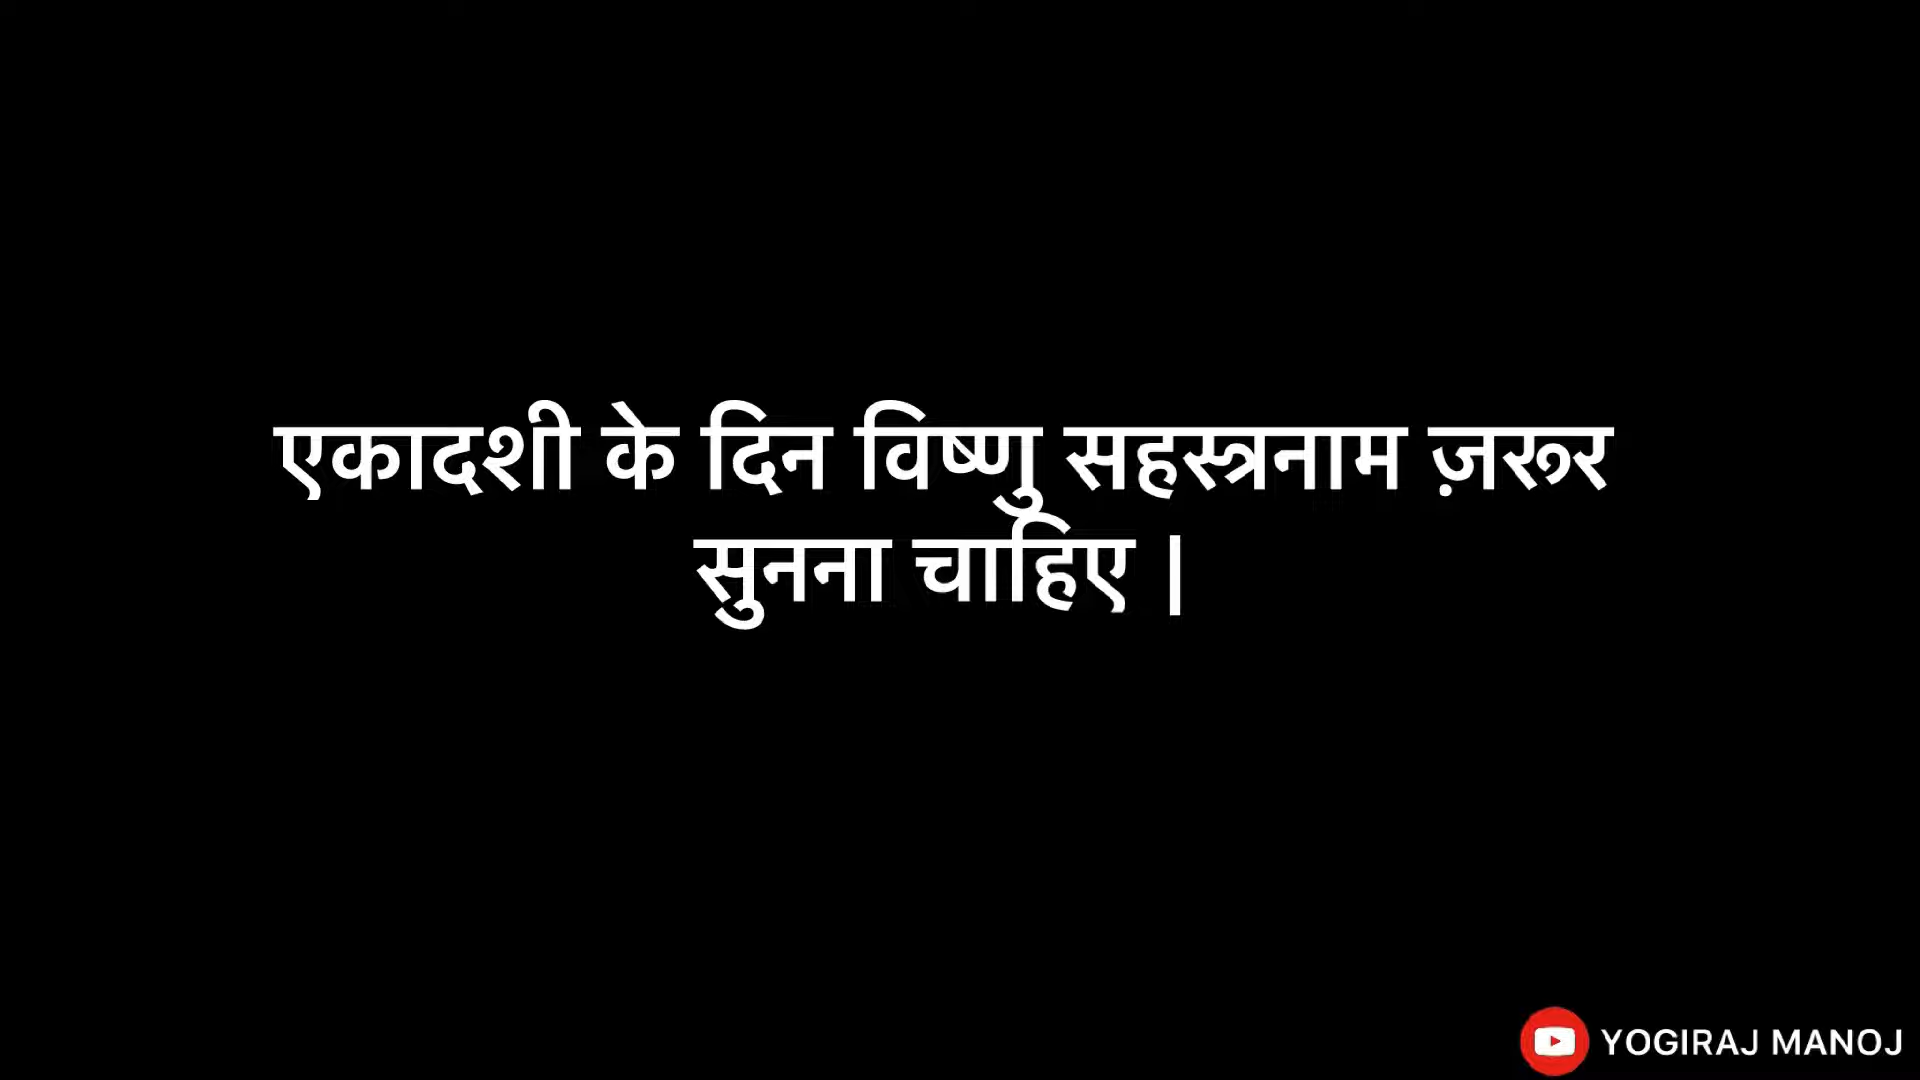 एकादशी के दिन विष्णु सहस्त्रनाम ज़रूर
सुनना चाहिए |
YOGIRAJ MANOJ